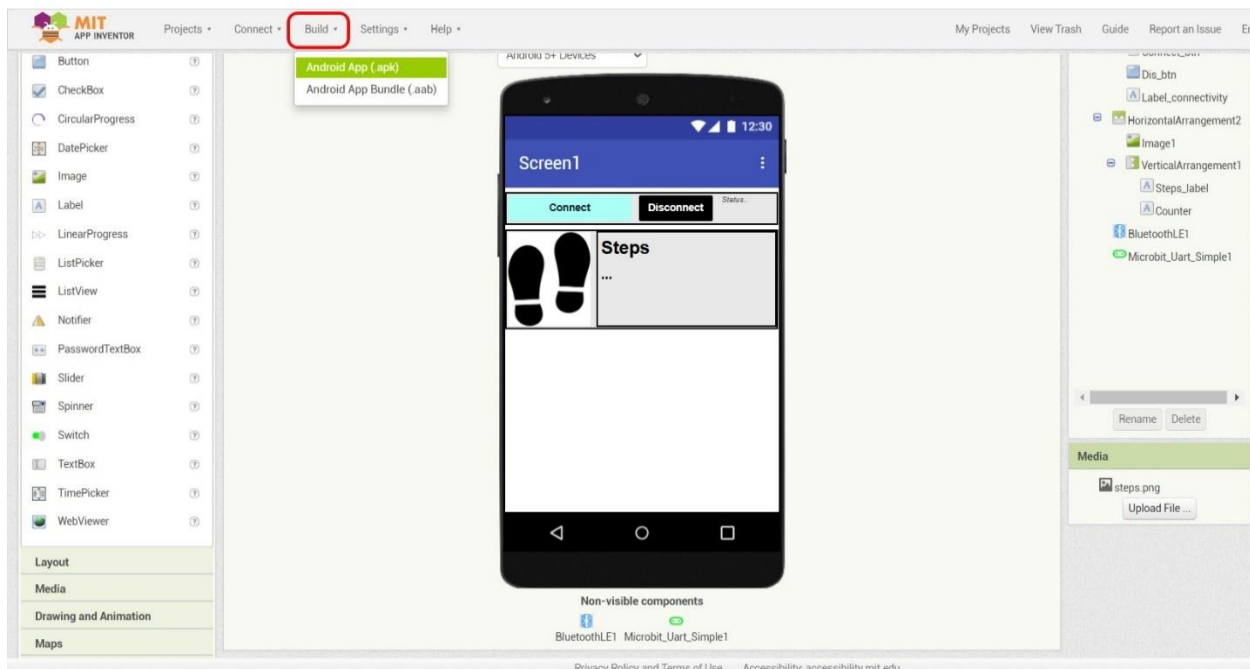 MIT
APP INVENTOR
Projects
Connect
Build
Settings
Help
My Projects
View Trash
Guide
Report an Issue
Android App (.apk)
Android App Bundle (.aab)
Button
CheckBox
CircularProgress
DatePicker
Image
Label
LinearProgress
ListPicker
ListView
Notifier
PasswordTextBox
Slider
Spinner
Switch
TextBox
TimePicker
WebViewer
Layout
Media
Drawing and Animation
Maps
Android 5+ Devices
12:30
Screen1
Connect
Disconnect
Status..
Steps
...
Non-visible components
BluetoothLE1
Microbit_Uart_Simple1
Dis_btn
Label_connectivity
HorizontalArrangement2
Image1
VerticalArrangement1
Steps_label
Counter
BluetoothLE1
Microbit_Uart_Simple1
Rename
Delete
Media
steps.png
Upload File ...
Privacy Policy and Terms of Use
Accessibility: accessibility.mit.edu